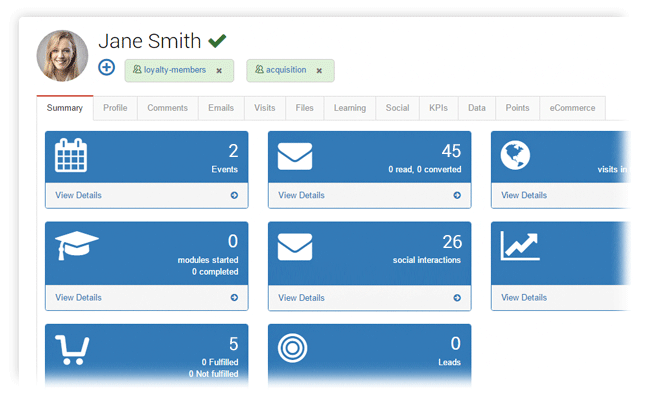 Jane Smith
loyalty-members ×
acquisition ×
Summary Profile Comments Emails Visits Files Learning Social KPIs Data Points eCommerce
2
Events
View Details
45
0 read, 0 converted
View Details
visits in
View Details
0
modules started
0 completed
View Details
26
social interactions
View Details
View Details
5
0 Fulfilled
0 Not fulfilled
0
Leads